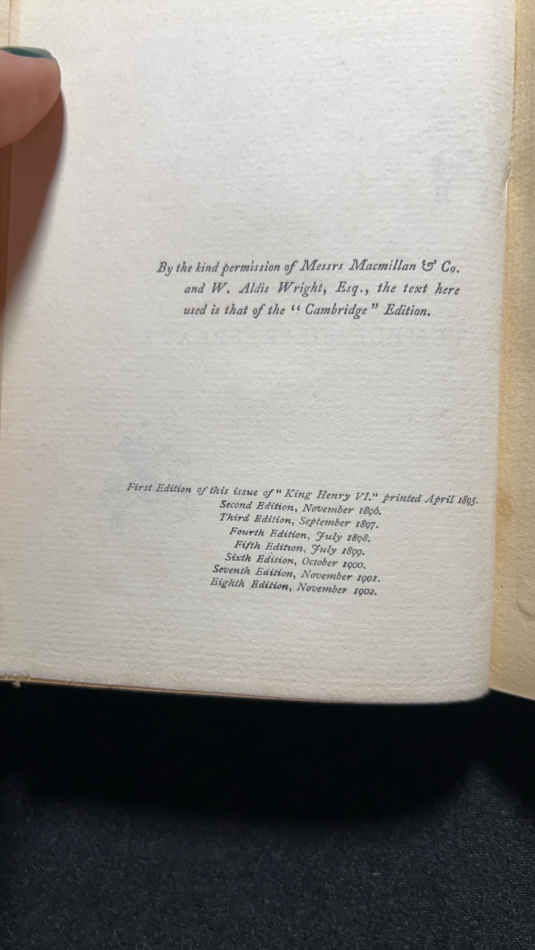 By the kind permission of Messrs Macmillan & Co.
and W. Aldis Wright, Esq., the text here
used is that of the “ Cambridge ” Edition.
First Edition of this issue of “ King Henry VI.” printed April 1895.
Second Edition, November 1896.
Third Edition, September 1897.
Fourth Edition, July 1898.
Fifth Edition, July 1899.
Sixth Edition, October 1900.
Seventh Edition, November 1901.
Eighth Edition, November 1902.